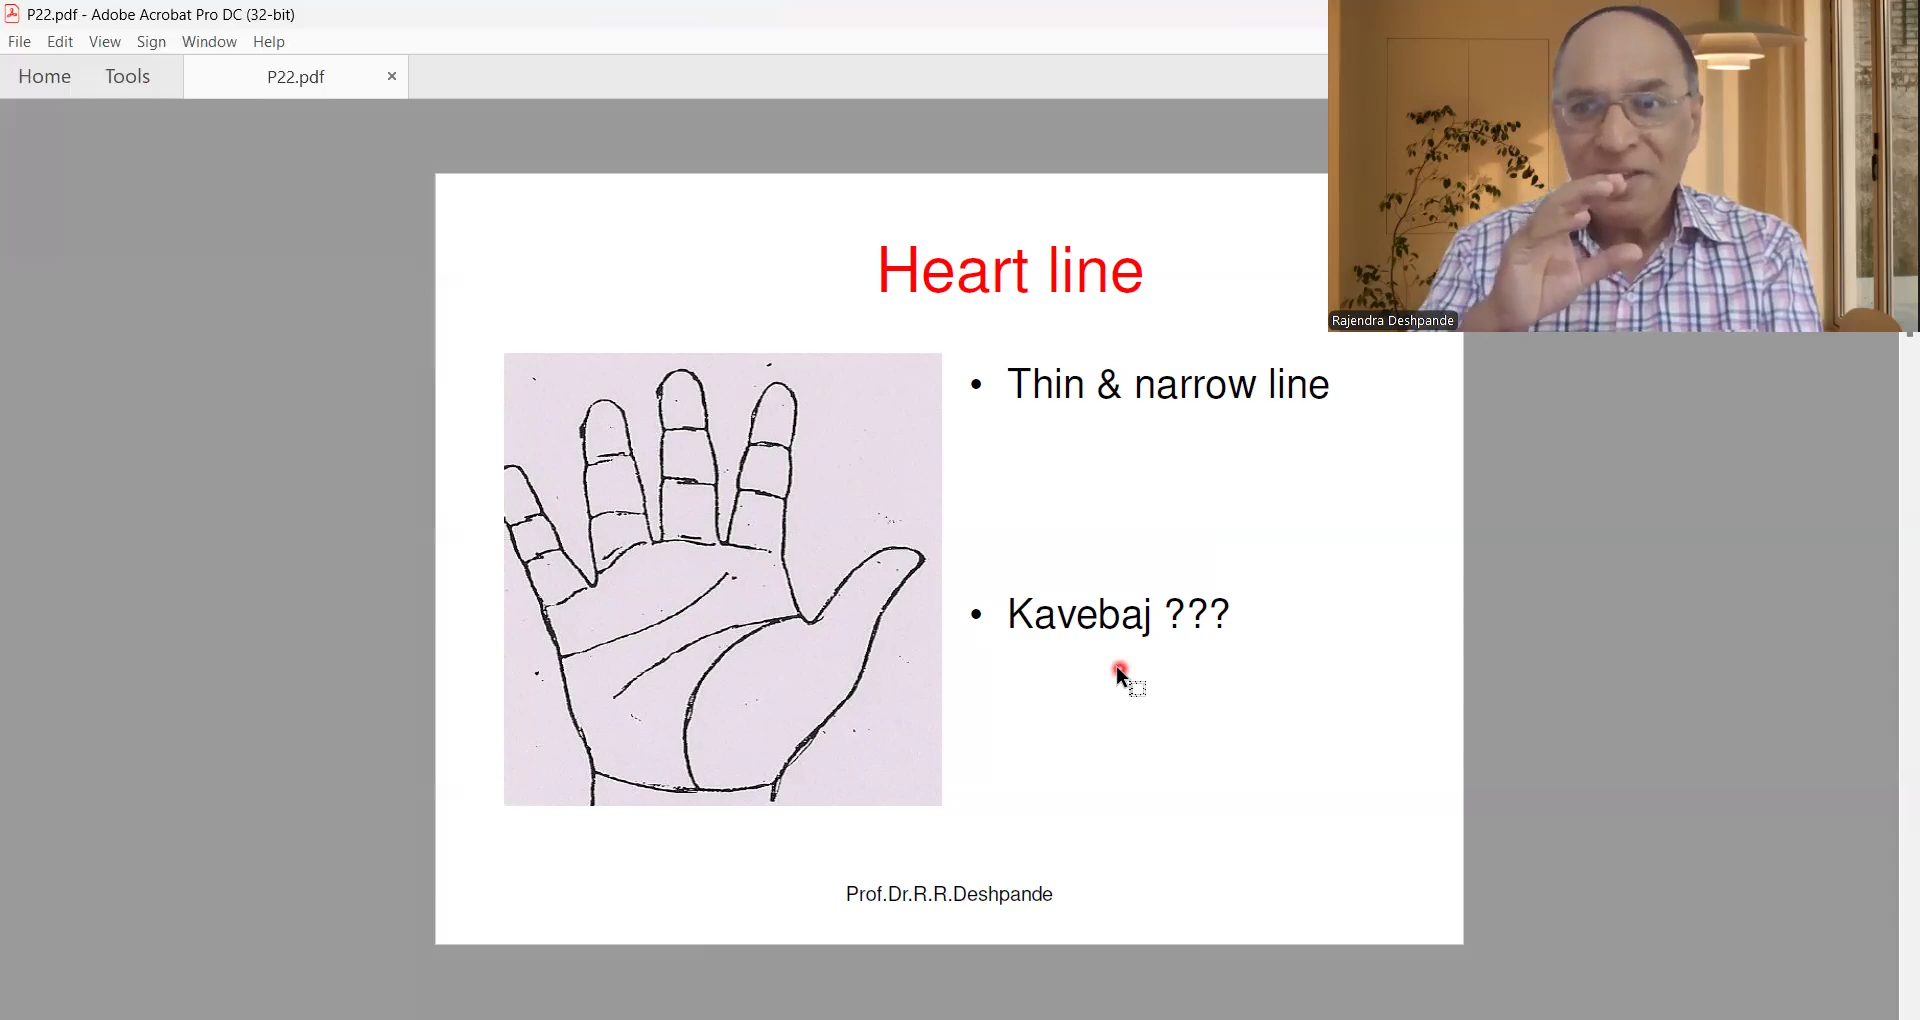 P22.pdf - Adobe Acrobat Pro DC (32-bit)
File Edit View Sign Window Help
Home Tools P22.pdf ×
Rajendra Deshpande
Heart line
• Thin & narrow line
• Kavebaj ???
Prof.Dr.R.R.Deshpande